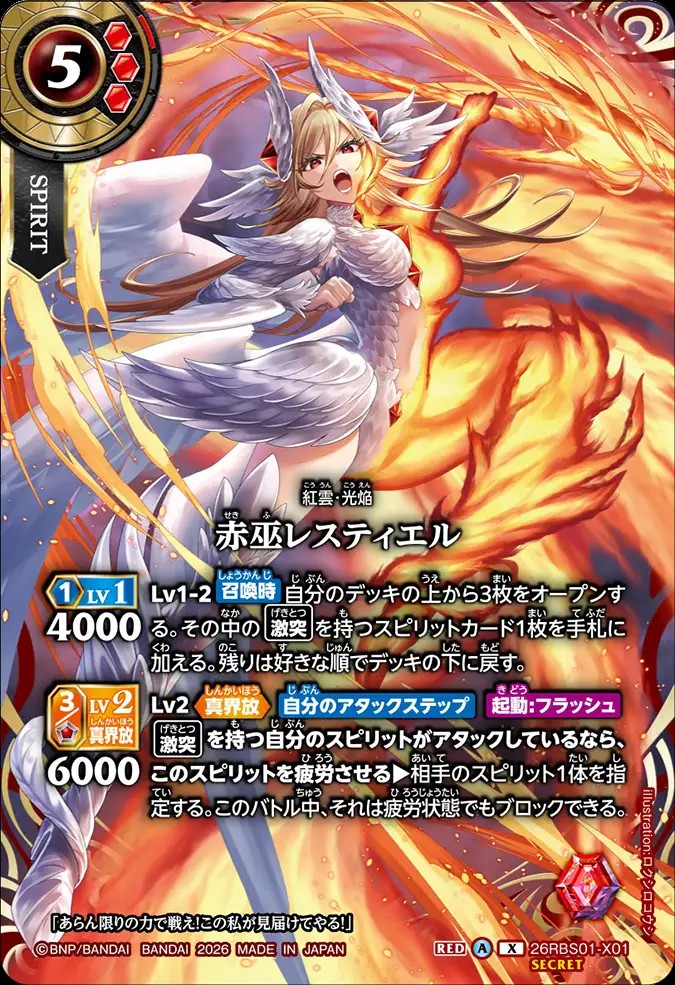 5
SPIRIT
紅雲・光焔
赤巫レスティエル
1 LV1
4000
Lv1-2 召喚時 自分のデッキの上から3枚をオープンす
る。その中の 激突 を持つスピリットカード1枚を手札に
加える。残りは好きな順でデッキの下に戻す。
3 LV2
真界放
6000
Lv2 真界放 自分のアタックステップ 起動:フラッシュ
激突 を持つ自分のスピリットがアタックしているなら、
このスピリットを疲労させる▶相手のスピリット1体を指
定する。このバトル中、それは疲労状態でもブロックできる。
illustration:ロクシロコウシ
「あらん限りの力で戦え!この私が見届けてやる!」
©BNP/BANDAI BANDAI 2026 MADE IN JAPAN
RED A X 26RBS01-X01
SECRET